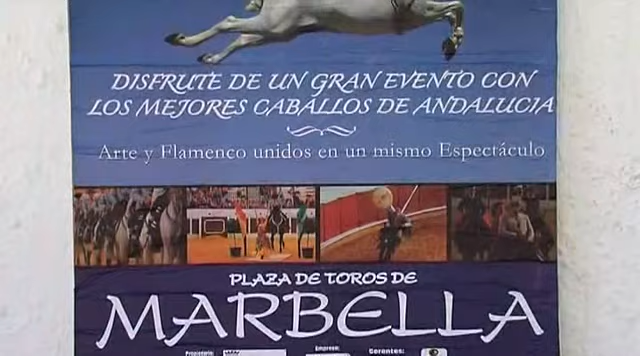 DISFRUTE DE UN GRAN EVENTO CON
LOS MEJORES CABALLOS DE ANDALUCIA
Arte y Flamenco unidos en un mismo Espectáculo
PLAZA DE TOROS DE
MARBELLA
Propietario: Empresa: Gerentes: